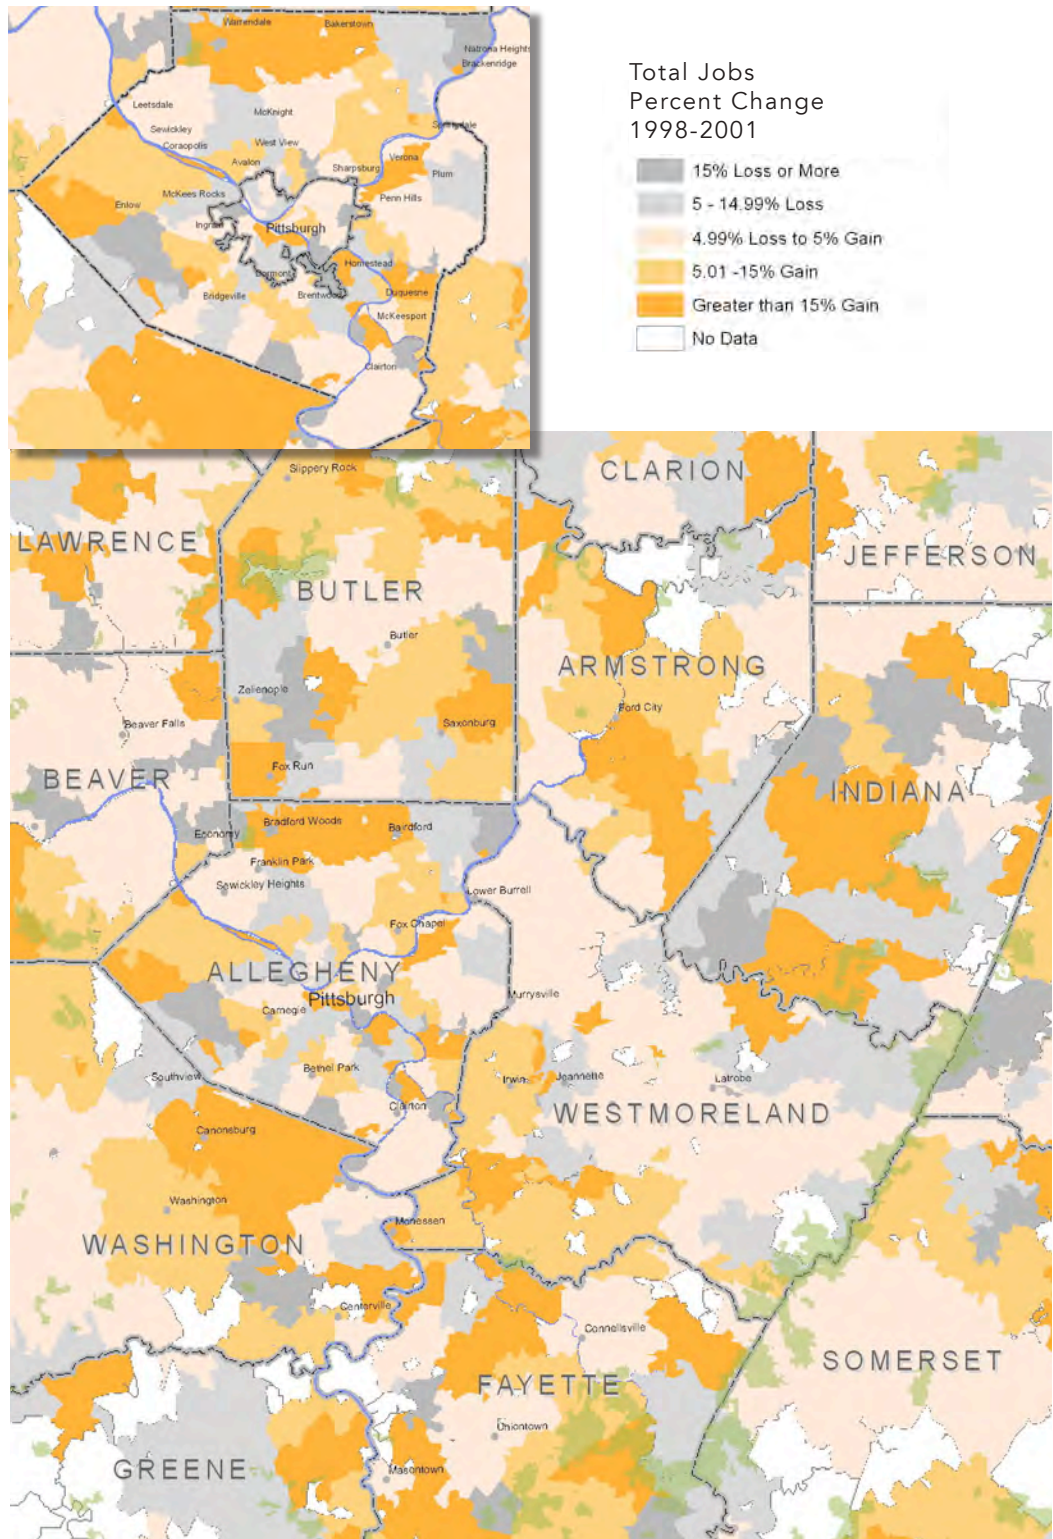 Warrendale
Bakerstown
Natrona Heights
Brackenridge
Leetsdale
McKnight
Sewickley
Coraopolis
West View
Springdale
Avalon
Sharpsburg
Verona
Plum
McKees Rocks
Penn Hills
Enlow
Ingram
Pittsburgh
Homestead
Dormont
Bridgeville
Brentwood
Duquesne
McKeesport
Clairton
Total Jobs
Percent Change
1998-2001
15% Loss or More
5 - 14.99% Loss
4.99% Loss to 5% Gain
5.01 -15% Gain
Greater than 15% Gain
No Data
Slippery Rock
CLARION
LAWRENCE
JEFFERSON
BUTLER
Butler
ARMSTRONG
Zelienople
Ford City
Beaver Falls
Saxonburg
Fox Run
BEAVER
INDIANA
Bradford Woods
Bairdford
Economy
Franklin Park
Sewickley Heights
Lower Burrell
Fox Chapel
ALLEGHENY
Pittsburgh
Murrysville
Carnegie
Bethel Park
Southview
Irwin
Jeannette
Latrobe
Clairton
WESTMORELAND
Canonsburg
Washington
Monessen
WASHINGTON
Centerville
Connellsville
SOMERSET
FAYETTE
Uniontown
GREENE
Masontown